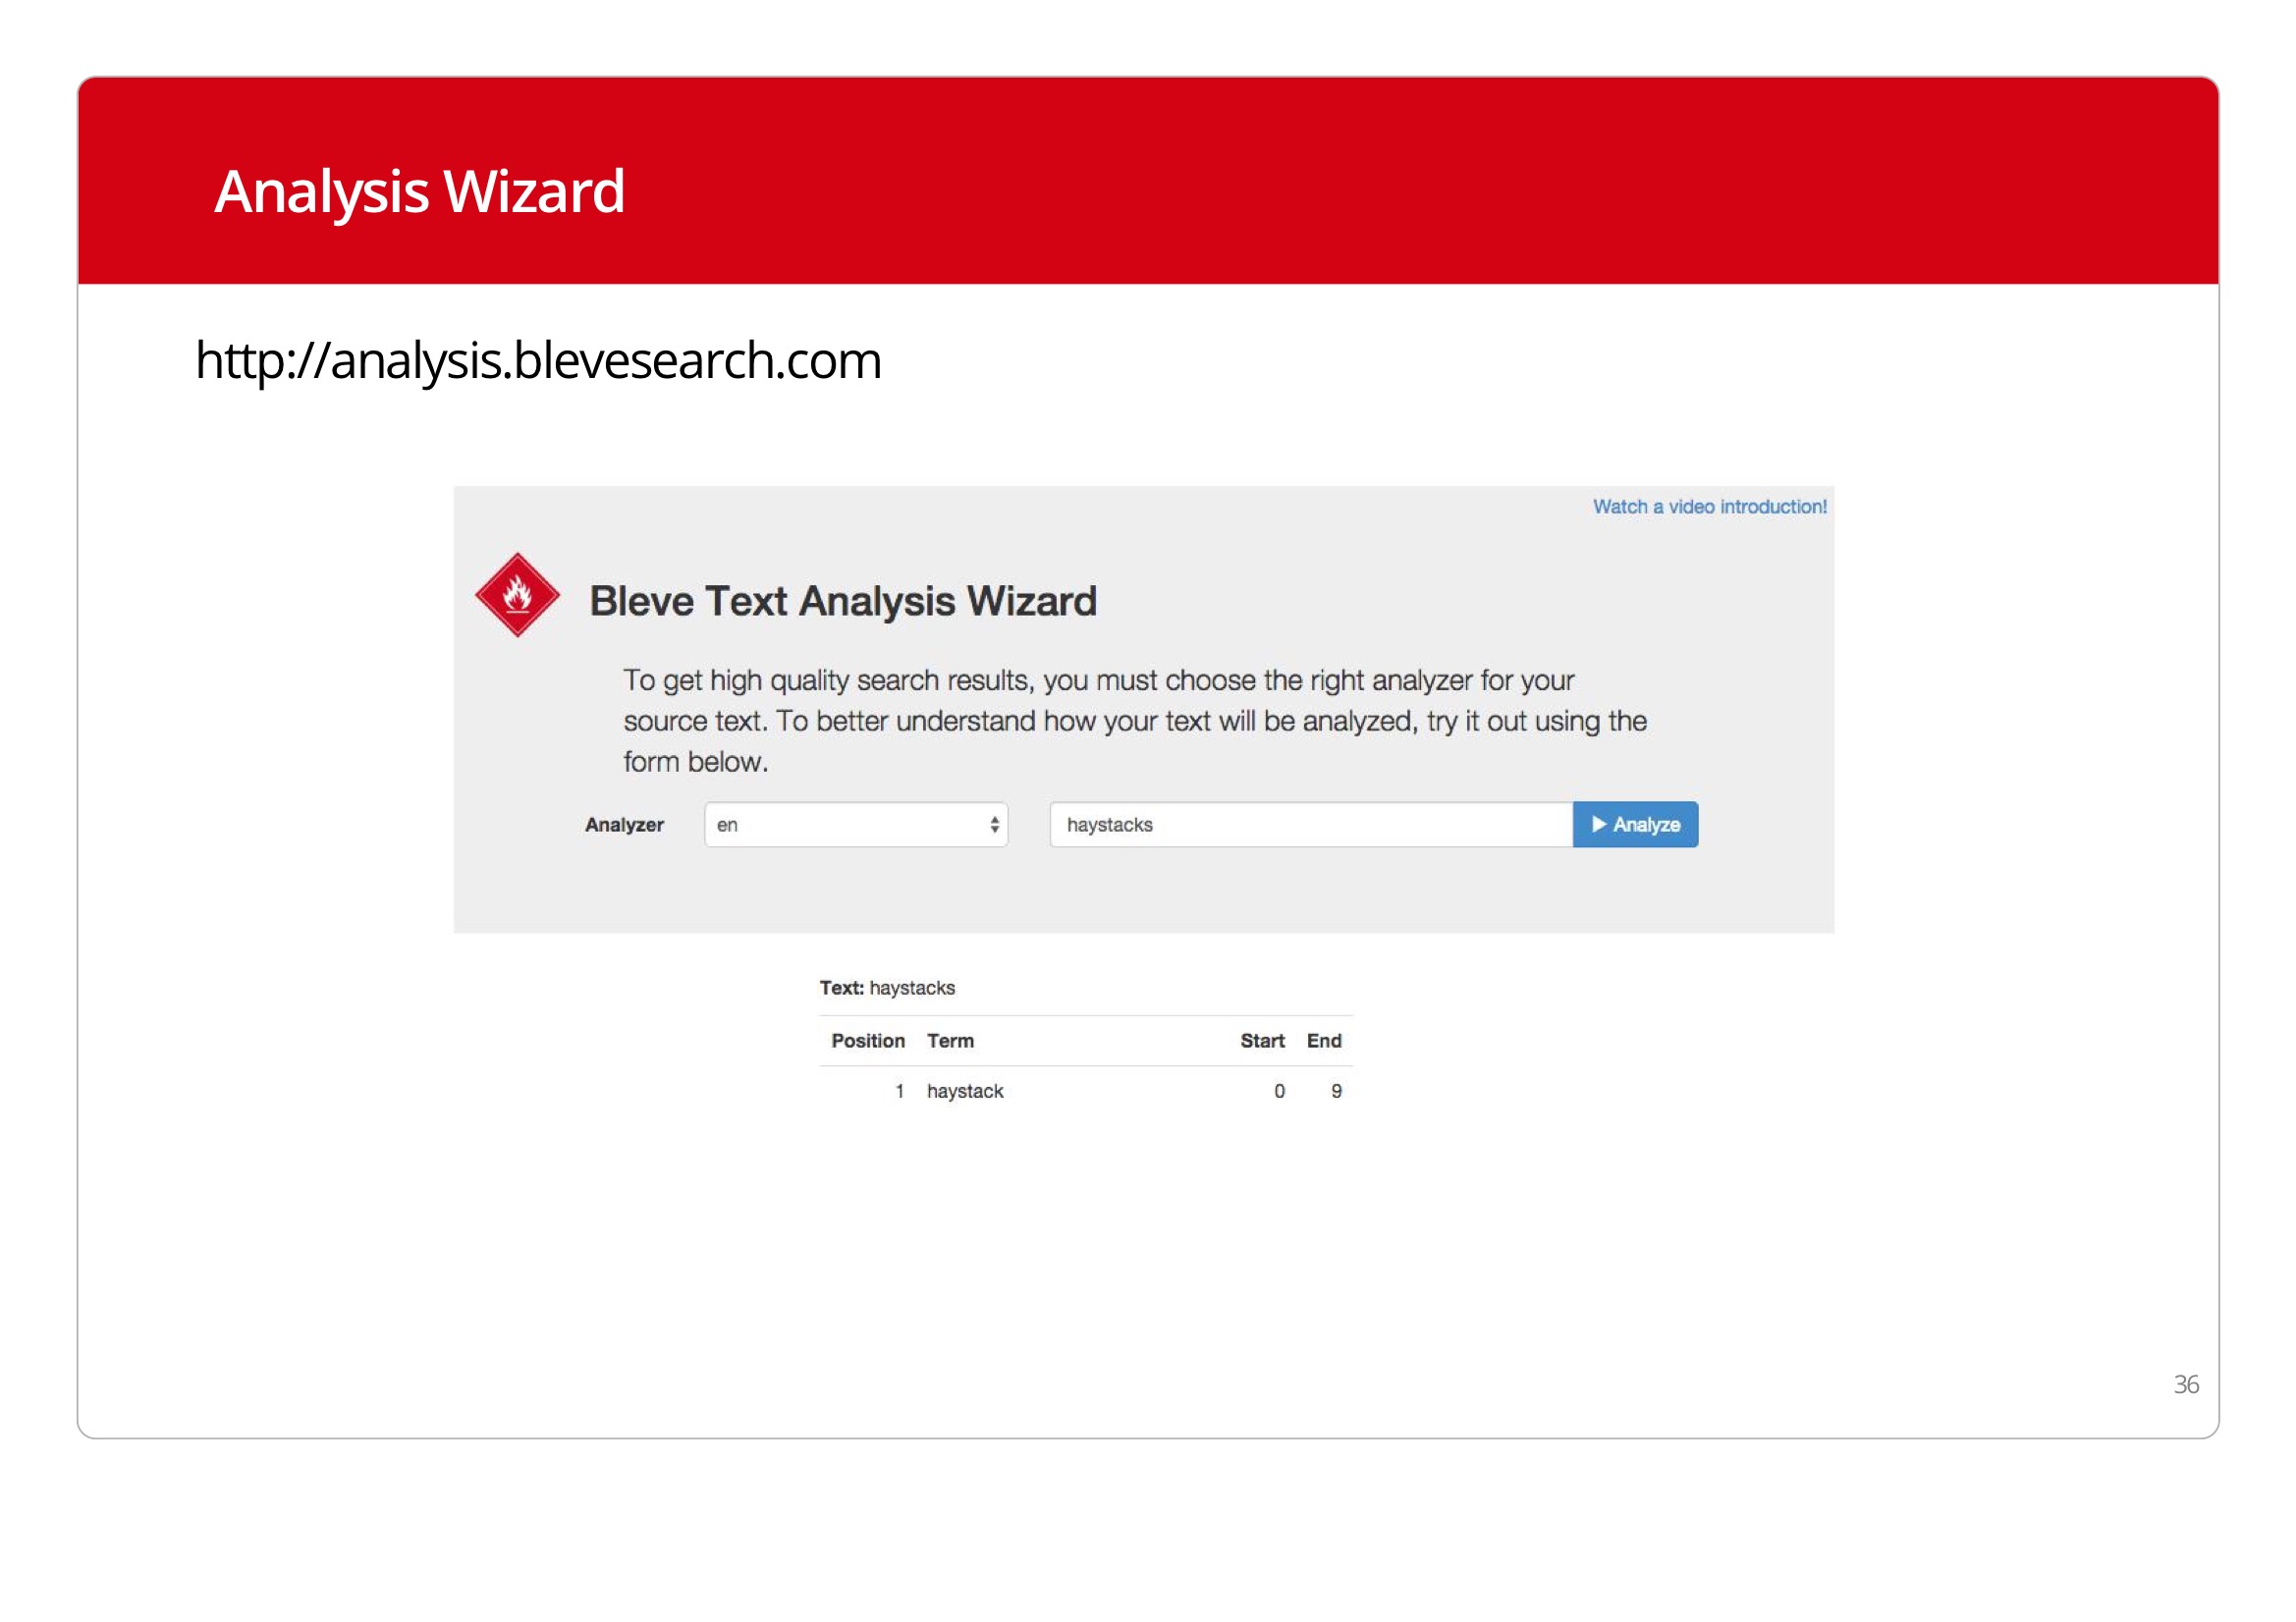 Analysis Wizard
http://analysis.blevesearch.com
Watch a video introduction!
Bleve Text Analysis Wizard
To get high quality search results, you must choose the right analyzer for your
source text. To better understand how your text will be analyzed, try it out using the
form below.
Analyzer en haystacks Analyze
Text: haystacks
Position Term Start End
1 haystack 0 9
36